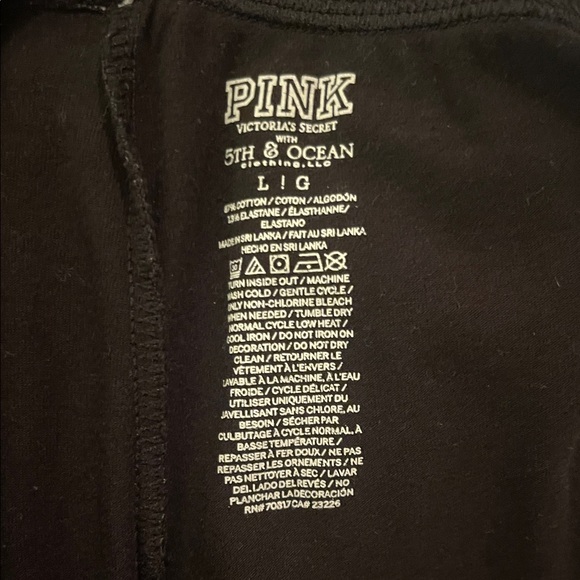 PINK
VICTORIA'S SECRET
WITH
5TH & OCEAN
clothing, LLC
L ! G
87% COTTON / COTON / ALGODÓN
13% ELASTANE / ÉLASTHANNE /
ELASTANO
MADE IN SRI LANKA / FAIT AU SRI LANKA
HECHO EN SRI LANKA
30
TURN INSIDE OUT / MACHINE
WASH COLD / GENTLE CYCLE /
ONLY NON-CHLORINE BLEACH
WHEN NEEDED / TUMBLE DRY
NORMAL CYCLE LOW HEAT /
COOL IRON / DO NOT IRON ON
DECORATION / DO NOT DRY
CLEAN / RETOURNER LE
VÊTEMENT À L'ENVERS /
LAVABLE À LA MACHINE, À L'EAU
FROIDE / CYCLE DÉLICAT /
UTILISER UNIQUEMENT DU
JAVELLISANT SANS CHLORE, AU
BESOIN / SÉCHER PAR
CULBUTAGE À CYCLE NORMAL, À
BASSE TEMPÉRATURE /
REPASSER À FER DOUX / NE PAS
REPASSER LES ORNEMENTS / NE
PAS NETTOYER À SEC / LAVAR
DEL LADO DEL REVÉS / NO
PLANCHAR LA DECORACIÓN
RN# 70817 CA# 23226